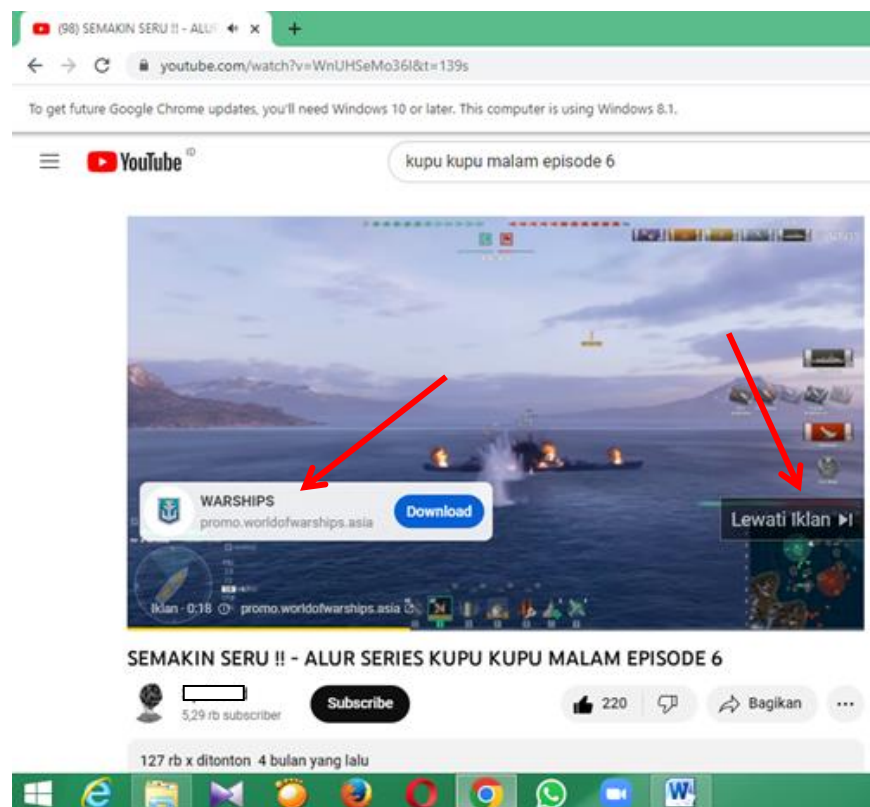 (98) SEMAKIN SERU !! - ALUR
youtube.com/watch?v=WnUHSeMo36I&t=139s
To get future Google Chrome updates, you'll need Windows 10 or later. This computer is using Windows 8.1.
YouTube ID
kupu kupu malam episode 6
WARSHIPS
promo.worldofwarships.asia
Download
Lewati Iklan
Iklan · 0:18 promo.worldofwarships.asia
SEMAKIN SERU !! - ALUR SERIES KUPU KUPU MALAM EPISODE 6
5,29 rb subscriber
Subscribe
220
Bagikan
127 rb x ditonton 4 bulan yang lalu
W